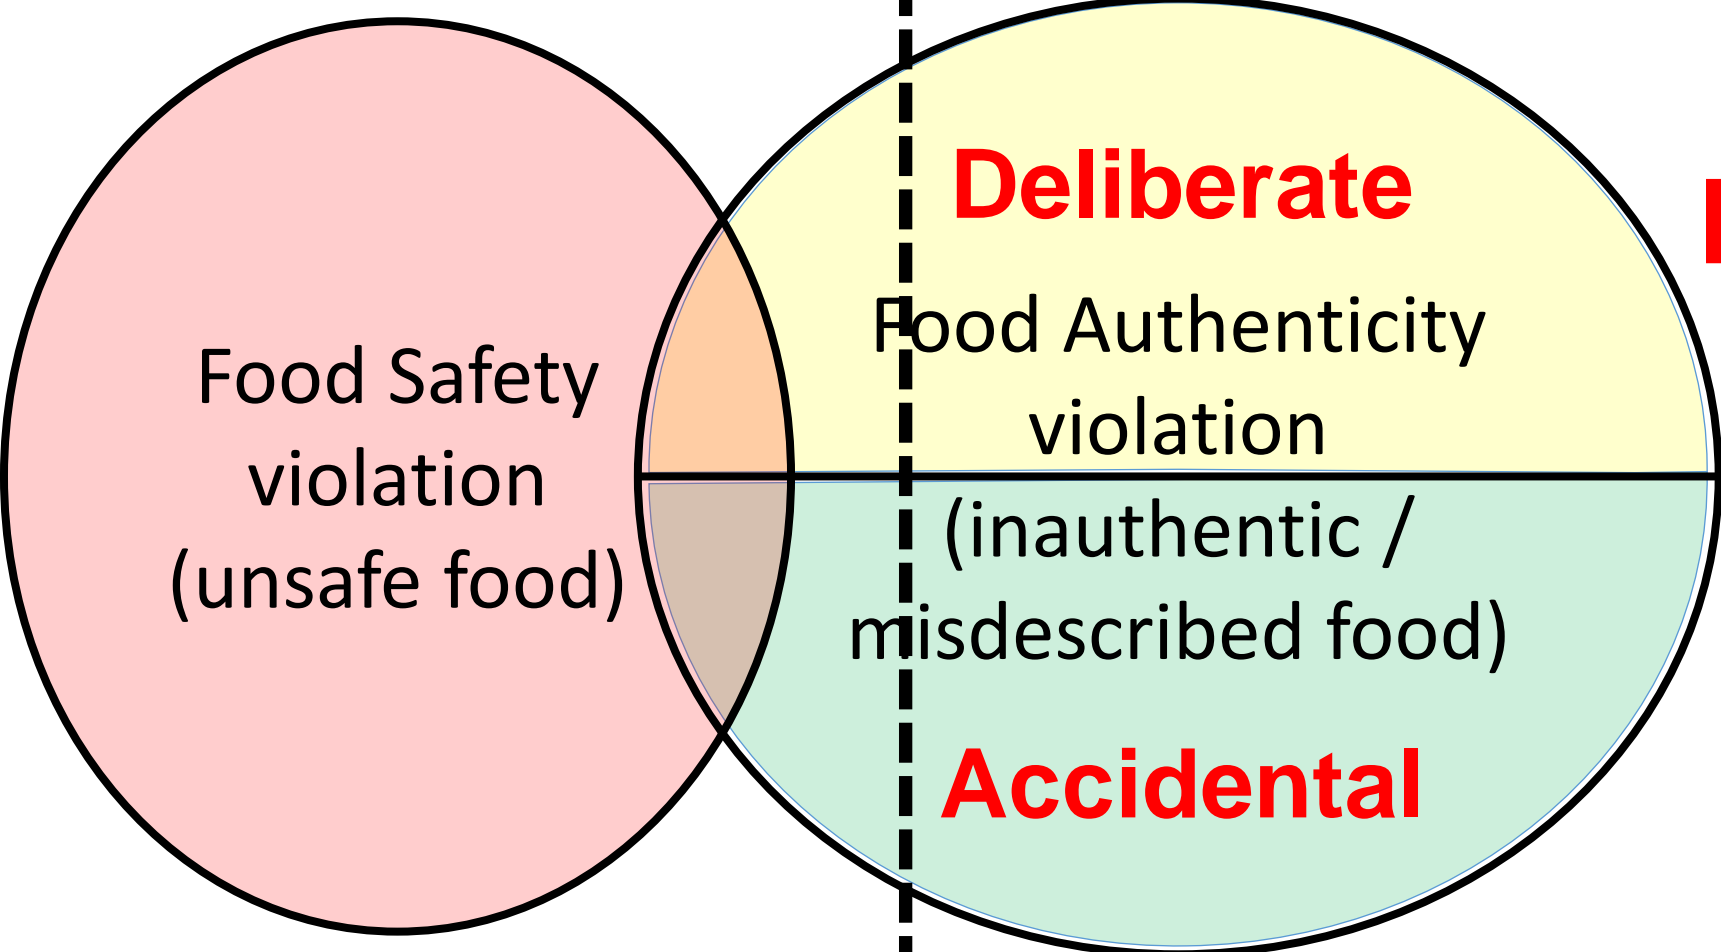 Food Safety
violation
(unsafe food)
Deliberate
Food Authenticity
violation
(inauthentic /
misdescribed food)
Accidental